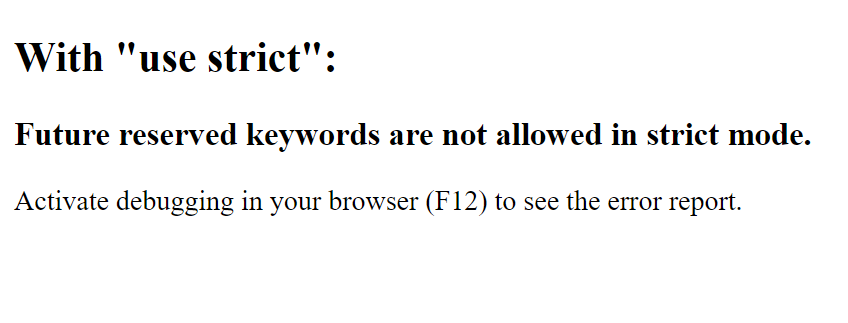 With "use strict":
Future reserved keywords are not allowed in strict mode.
Activate debugging in your browser (F12) to see the error report.